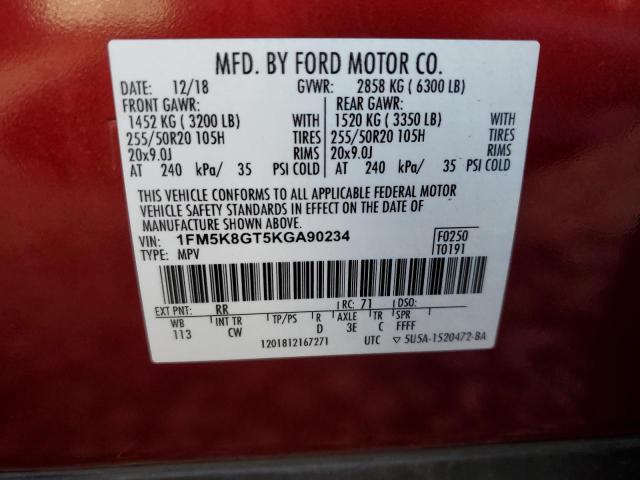 MFD. BY FORD MOTOR CO.
DATE: 12/18 GVWR: 2858 KG ( 6300 LB)
FRONT GAWR: REAR GAWR:
1452 KG ( 3200 LB) WITH 1520 KG ( 3350 LB) WITH
255/50R20 105H TIRES 255/50R20 105H TIRES
20x9.0J RIMS 20x9.0J RIMS
AT 240 kPa/ 35 PSI COLD AT 240 kPa/ 35 PSI COLD
THIS VEHICLE CONFORMS TO ALL APPLICABLE FEDERAL MOTOR
VEHICLE SAFETY STANDARDS IN EFFECT ON THE DATE OF
MANUFACTURE SHOWN ABOVE.
VIN: 1FM5K8GT5KGA90234 F0250
TYPE: MPV T0191
EXT PNT: RR RC: 71 DSO:
WB INT TR TP/PS R AXLE TR SPR
113 CW D 3E C FFFF
1201812167271 UTC ▽ 5U5A-1520472-BA